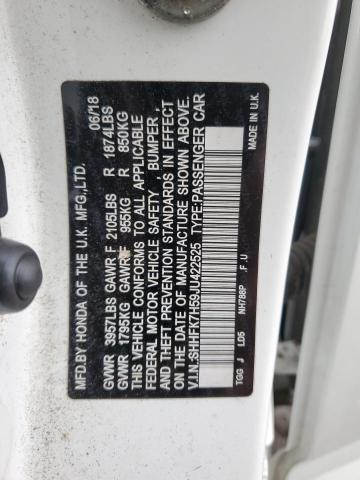 MFD.BY HONDA OF THE U.K. MFG.,LTD. 06/18
GVWR 3957LBS GAWR F 2105LBS R 1874LBS
GVWR 1795KG GAWR F 955KG R 850KG
THIS VEHICLE CONFORMS TO ALL APPLICABLE
FEDERAL MOTOR VEHICLE SAFETY , BUMPER ,
AND THEFT PREVENTION STANDARDS IN EFFECT
ON THE DATE OF MANUFACTURE SHOWN ABOVE.
V.I.N.:SHHFK7H59JU422525 TYPE:PASSENGER CAR
TGG J L05 NH788P F U MADE IN U.K.